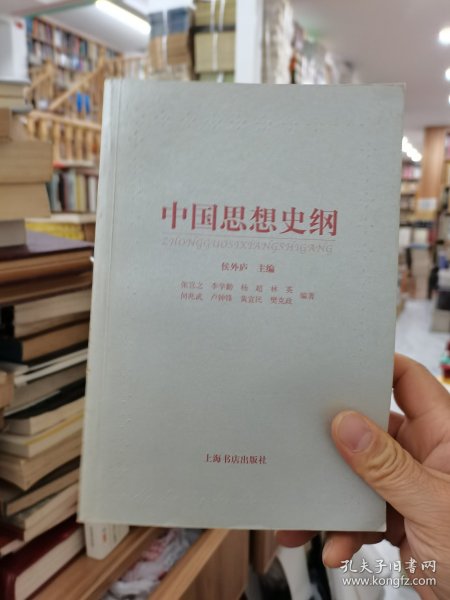 中国思想史纲
ZHONGGUOSIXIANGSHIGANG
侯外庐 主编
张岂之 李学勤 杨超 林英
何兆武 卢钟锋 黄宣民 樊克政 编著
上海书店出版社
孔夫子旧书网
www.kongfz.com